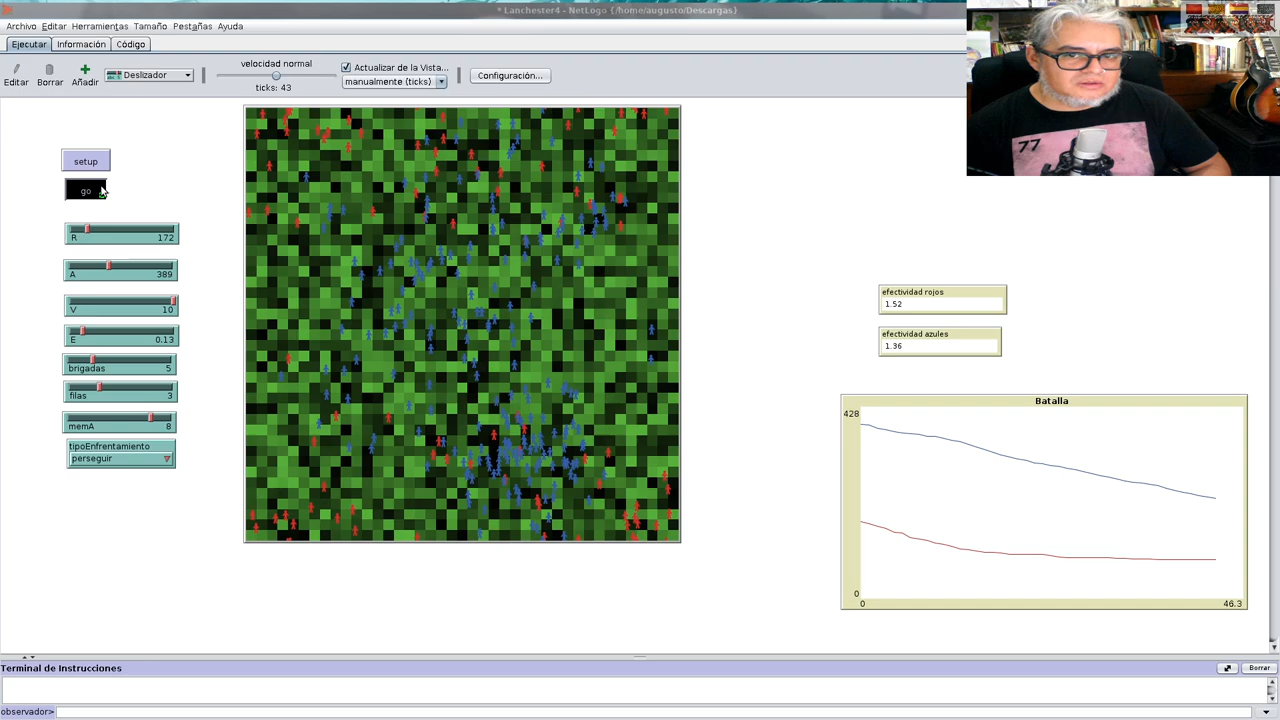 * Lanchester4 - NetLogo {/home/augusto/Descargas}
Archivo Editar Herramientas Tamaño Pestañas Ayuda
Ejecutar Información Código
Editar Borrar Añadir Deslizador
velocidad normal
ticks: 43
Actualizar de la Vista...
manualmente (ticks)
Configuración...
setup
go
R 172
A 389
V 10
E 0.13
brigadas 5
filas 3
memA 8
tipoEnfrentamiento
perseguir
efectividad rojos
1.52
efectividad azules
1.36
Batalla
428
0
0 46.3
77
Terminal de Instrucciones
Borrar
observador>